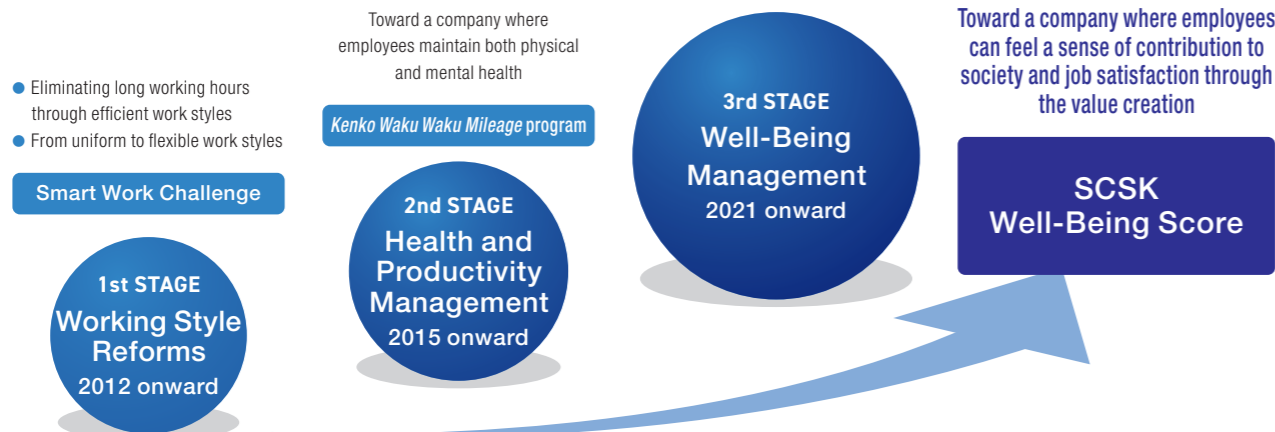 ● Eliminating long working hours
through efficient work styles
● From uniform to flexible work styles
Smart Work Challenge
1st STAGE
Working Style
Reforms
2012 onward
Toward a company where
employees maintain both physical
and mental health
Kenko Waku Waku Mileage program
2nd STAGE
Health and
Productivity
Management
2015 onward
3rd STAGE
Well-Being
Management
2021 onward
Toward a company where employees
can feel a sense of contribution to
society and job satisfaction through
the value creation
SCSK
Well-Being Score